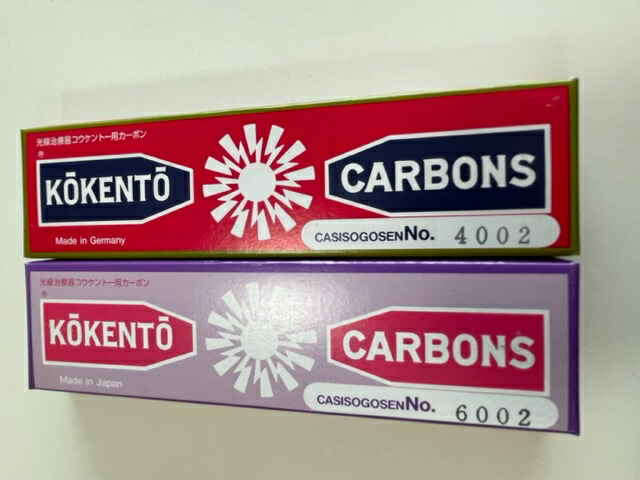 光線治療器コウケントー用カーボン
®
KŌKENTŌ
CARBONS
Made in Germany
CASISOGOSEN No. 4002
光線治療器コウケントー用カーボン
®
KŌKENTŌ
CARBONS
Made in Japan
CASISOGOSEN No. 6002